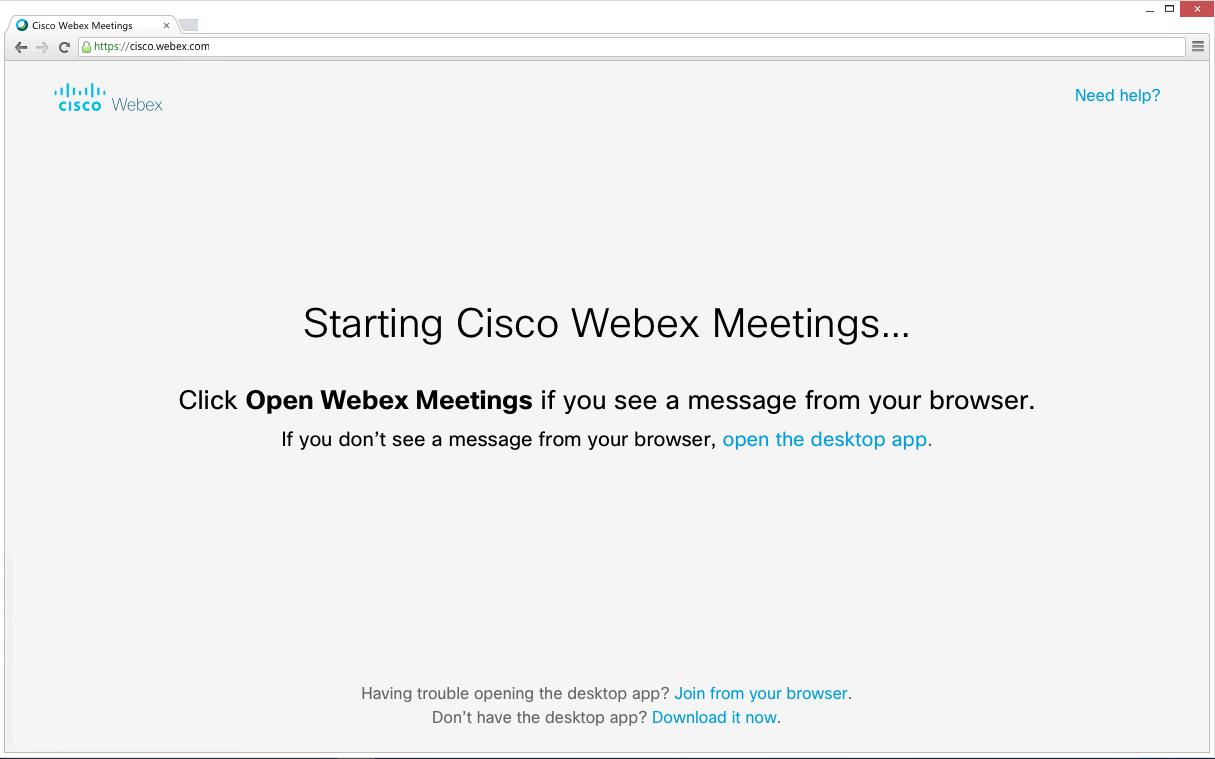 Cisco Webex Meetings
https://cisco.webex.com
cisco Webex
Need help?
Starting Cisco Webex Meetings...
Click Open Webex Meetings if you see a message from your browser.
If you don't see a message from your browser, open the desktop app.
Having trouble opening the desktop app? Join from your browser.
Don't have the desktop app? Download it now.